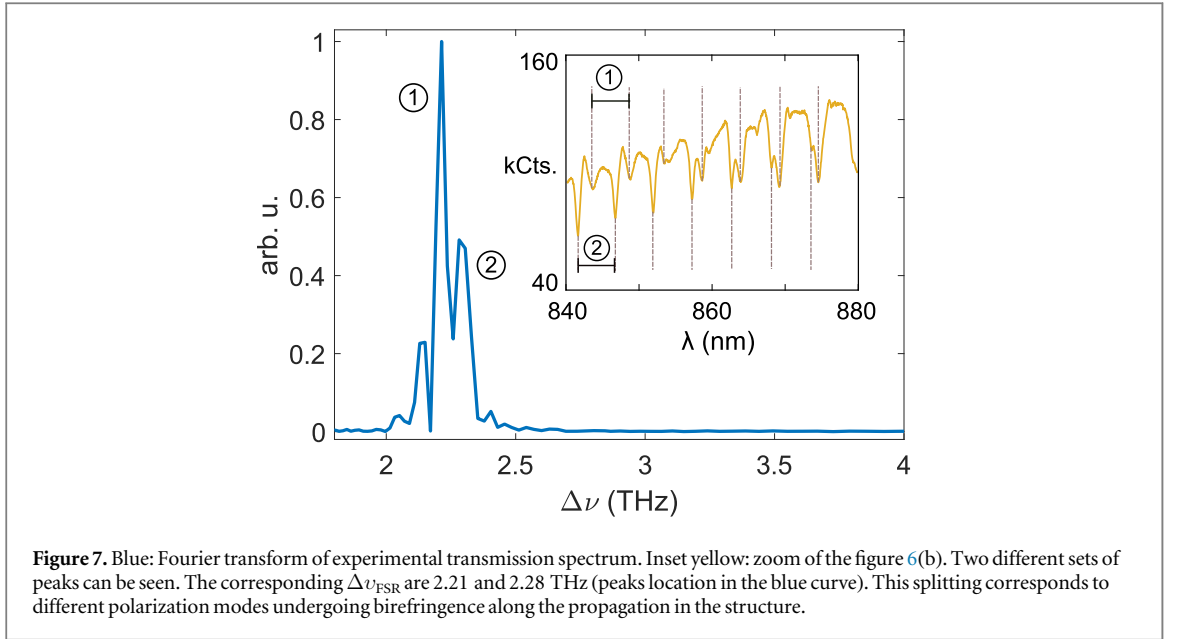 1
0.8
0.6
0.4
0.2
0
arb. u.
2
2.5
3
3.5
4
Δν (THz)
①
②
160
kCts.
40
①
②
840
860
880
λ (nm)
Figure 7. Blue: Fourier transform of experimental transmission spectrum. Inset yellow: zoom of the figure 6(b). Two different sets of
peaks can be seen. The corresponding ΔυFSR are 2.21 and 2.28 THz (peaks location in the blue curve). This splitting corresponds to
different polarization modes undergoing birefringence along the propagation in the structure.